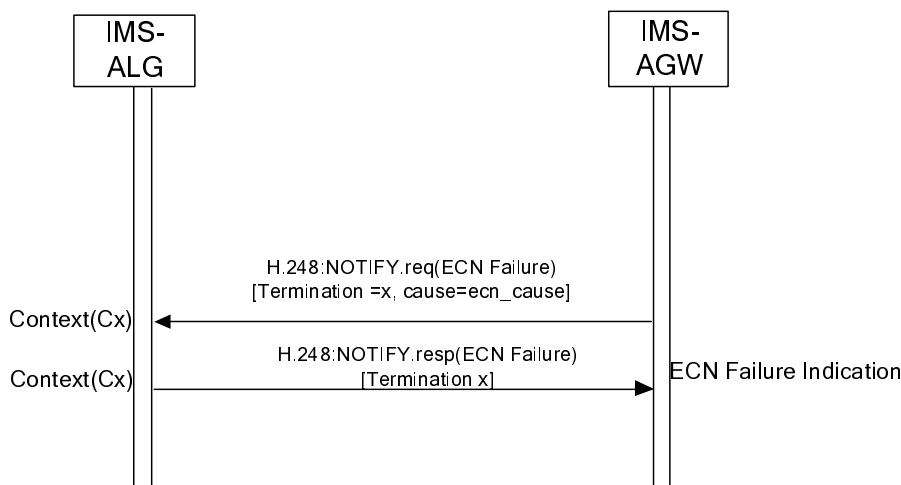 IMS-
ALG
IMS-
AGW
H.248:NOTIFY.req(ECN Failure)
[Termination =x, cause=ecn_cause]
Context(Cx)
H.248:NOTIFY.resp(ECN Failure)
[Termination x]
Context(Cx)
ECN Failure Indication